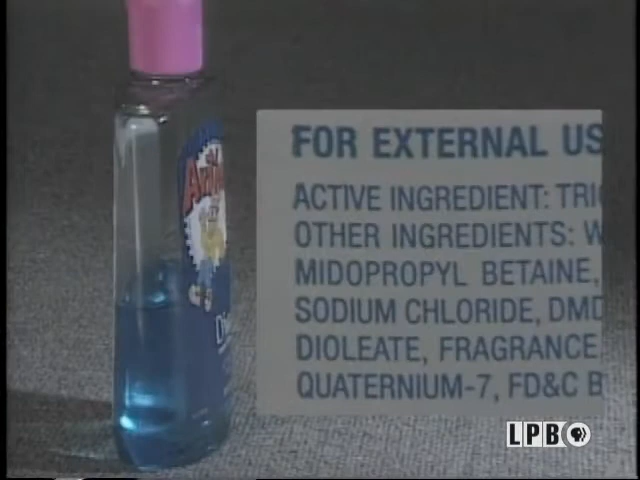 FOR EXTERNAL US
ACTIVE INGREDIENT: TRI
OTHER INGREDIENTS: W
MIDOPROPYL BETAINE,
SODIUM CHLORIDE, DMD
DIOLEATE, FRAGRANCE
QUATERNIUM-7, FD&C B
LPB